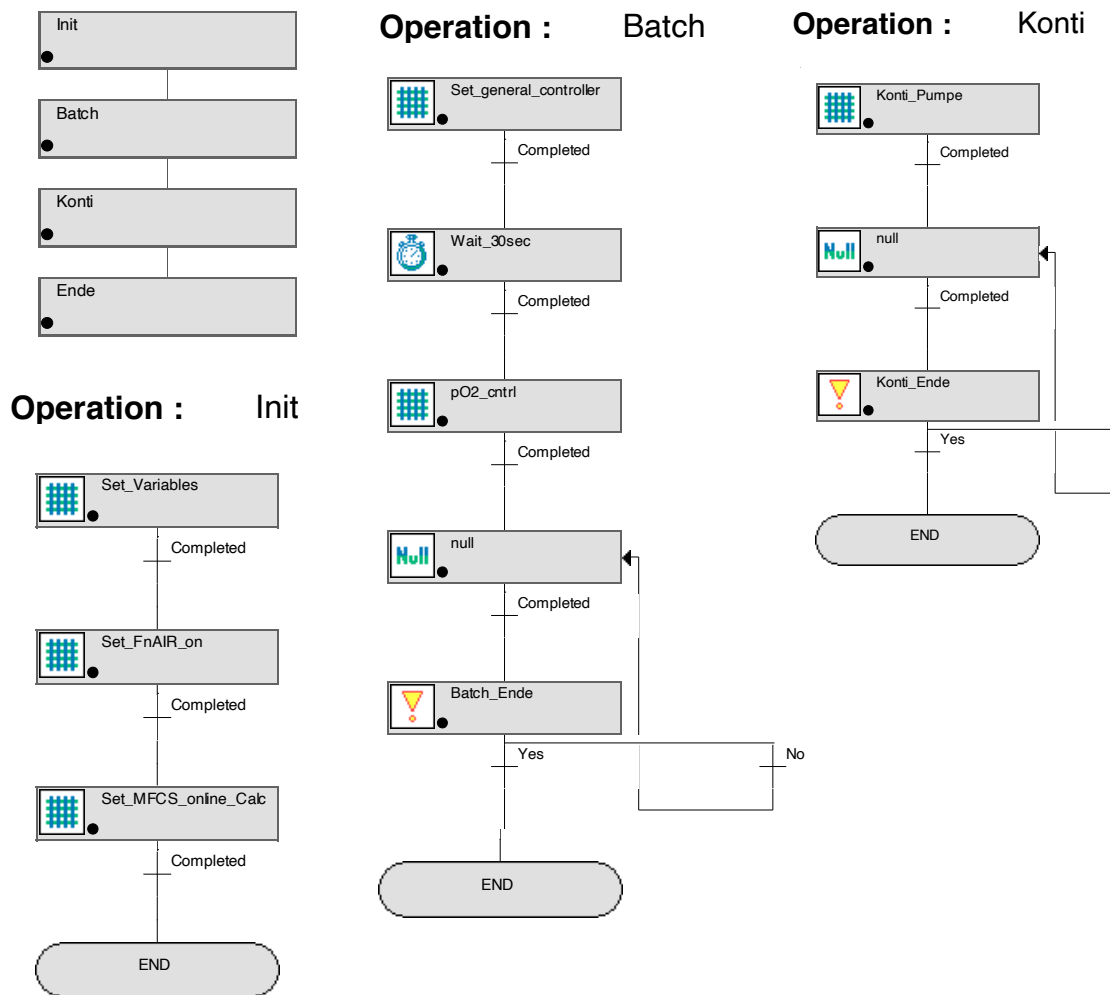 Init
Batch
Konti
Ende
Operation : Init
Set_Variables
Completed
Set_FnAIR_on
Completed
Set_MFCS_online_Calc
Completed
END
Operation : Batch
Set_general_controller
Completed
Wait_30sec
Completed
pO2_cntrl
Completed
Null
null
Completed
Batch_Ende
Yes
No
END
Operation : Konti
Konti_Pumpe
Completed
Null
null
Completed
Konti_Ende
Yes
END